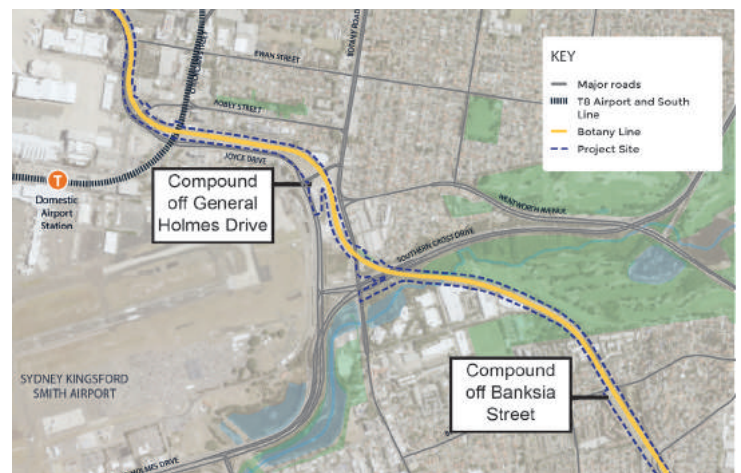 BOTANY ROAD
EWAN STREET
O'RIORDAN STREET
ROBEY STREET
JOYCE DRIVE
KEY
Major roads
T8 Airport and South
Line
Botany Line
Project Site
T
Domestic
Airport
Station
Compound
off General
Holmes Drive
WENTWORTH AVENUE
SOUTHERN CROSS DRIVE
SYDNEY KINGSFORD
SMITH AIRPORT
Compound
off Banksia
Street
HOLMES DRIVE